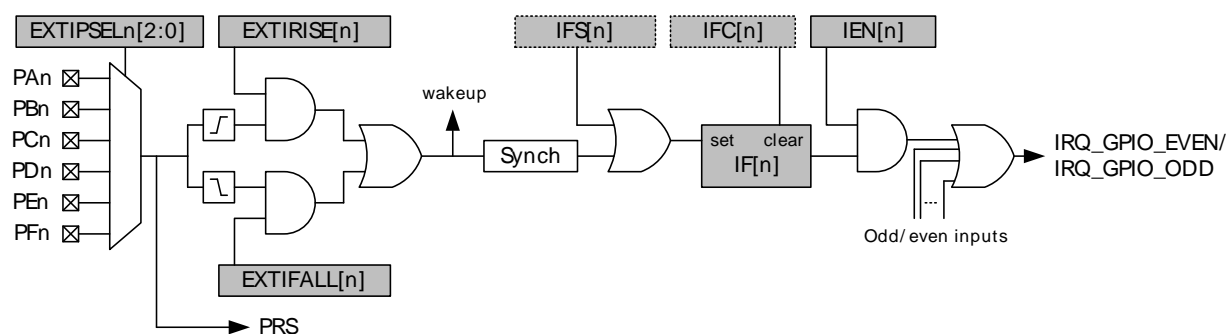 EXTIPSELn[2:0]
EXTIRISE[n]
IFS[n]
IFC[n]
IEN[n]
PAn
PBn
PCn
PDn
PEn
PFn
wakeup
Synch
set clear
IF[n]
IRQ_GPIO_EVEN/
IRQ_GPIO_ODD
...
Odd/even inputs
EXTIFALL[n]
PRS